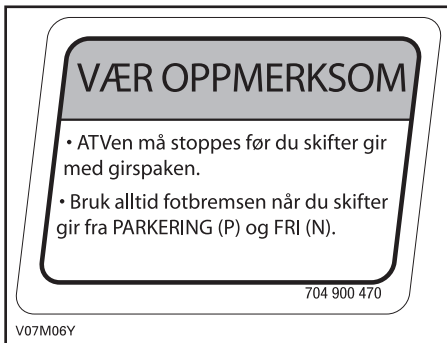 VÆR OPPMERKSOM
• ATVen må stoppes før du skifter gir
med girspaken.
• Bruk alltid fotbremsen når du skifter
gir fra PARKERING (P) og FRI (N).
704 900 470
V07M06Y